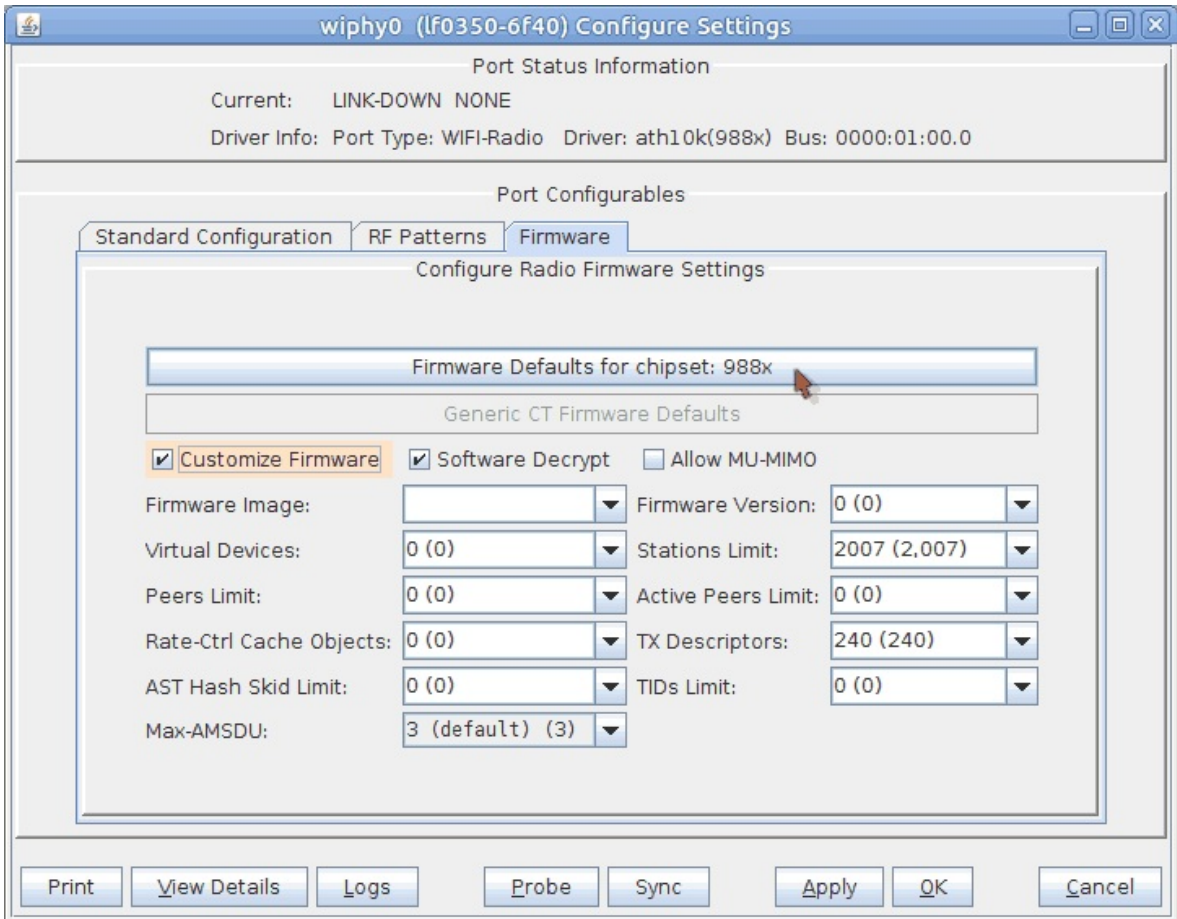 wiphy0  (lf0350-6f40) Configure Settings
Port Status Information
Current: LINK-DOWN NONE
Driver Info: Port Type: WIFI-Radio Driver: ath10k(988x) Bus: 0000:01:00.0
Port Configurables
Standard Configuration RF Patterns Firmware
Configure Radio Firmware Settings
Firmware Defaults for chipset: 988x
Generic CT Firmware Defaults
Customize Firmware Software Decrypt Allow MU-MIMO
Firmware Image: Firmware Version: 0 (0)
Virtual Devices: 0 (0) Stations Limit: 2007 (2,007)
Peers Limit: 0 (0) Active Peers Limit: 0 (0)
Rate-Ctrl Cache Objects: 0 (0) TX Descriptors: 240 (240)
AST Hash Skid Limit: 0 (0) TIDs Limit: 0 (0)
Max-AMSDU: 3 (default) (3)
Print View Details Logs Probe Sync Apply OK Cancel